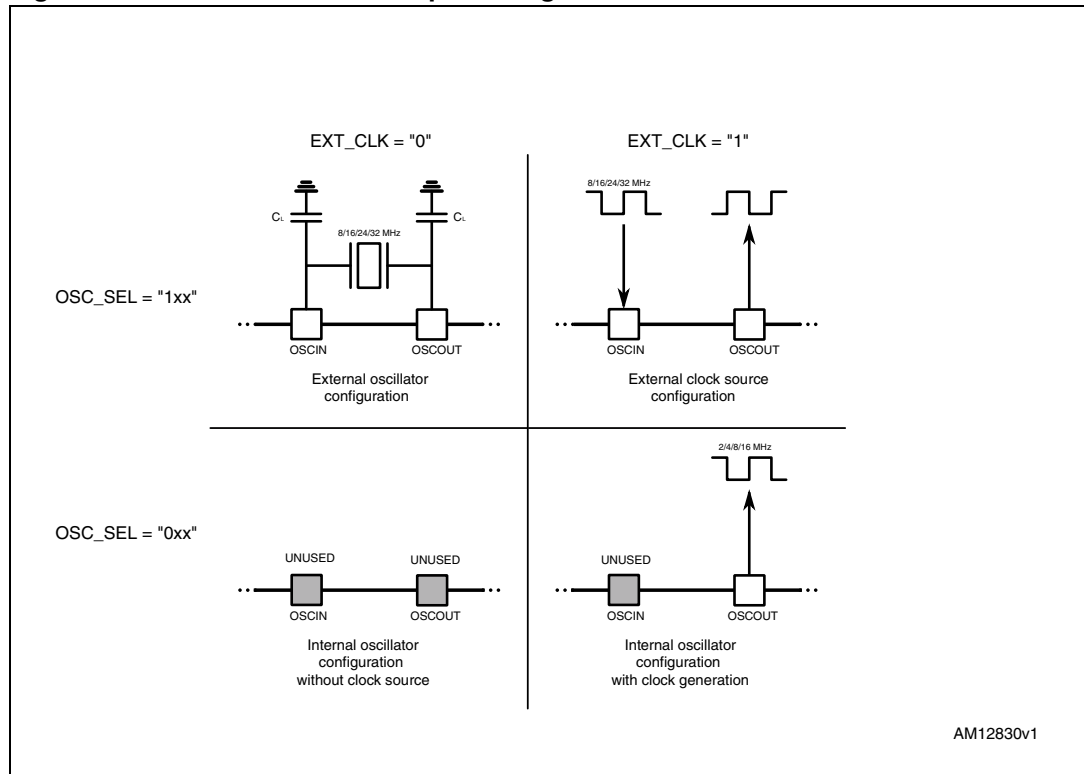 EXT_CLK = "0"
EXT_CLK = "1"
8/16/24/32 MHz
CL
CL
8/16/24/32 MHz
OSC_SEL = "1xx"
OSCIN
OSCOUT
OSCIN
OSCOUT
External oscillator
configuration
External clock source
configuration
2/4/8/16 MHz
OSC_SEL = "0xx"
UNUSED
UNUSED
UNUSED
OSCIN
OSCOUT
OSCIN
OSCOUT
Internal oscillator
configuration
without clock source
Internal oscillator
configuration
with clock generation
AM12830v1